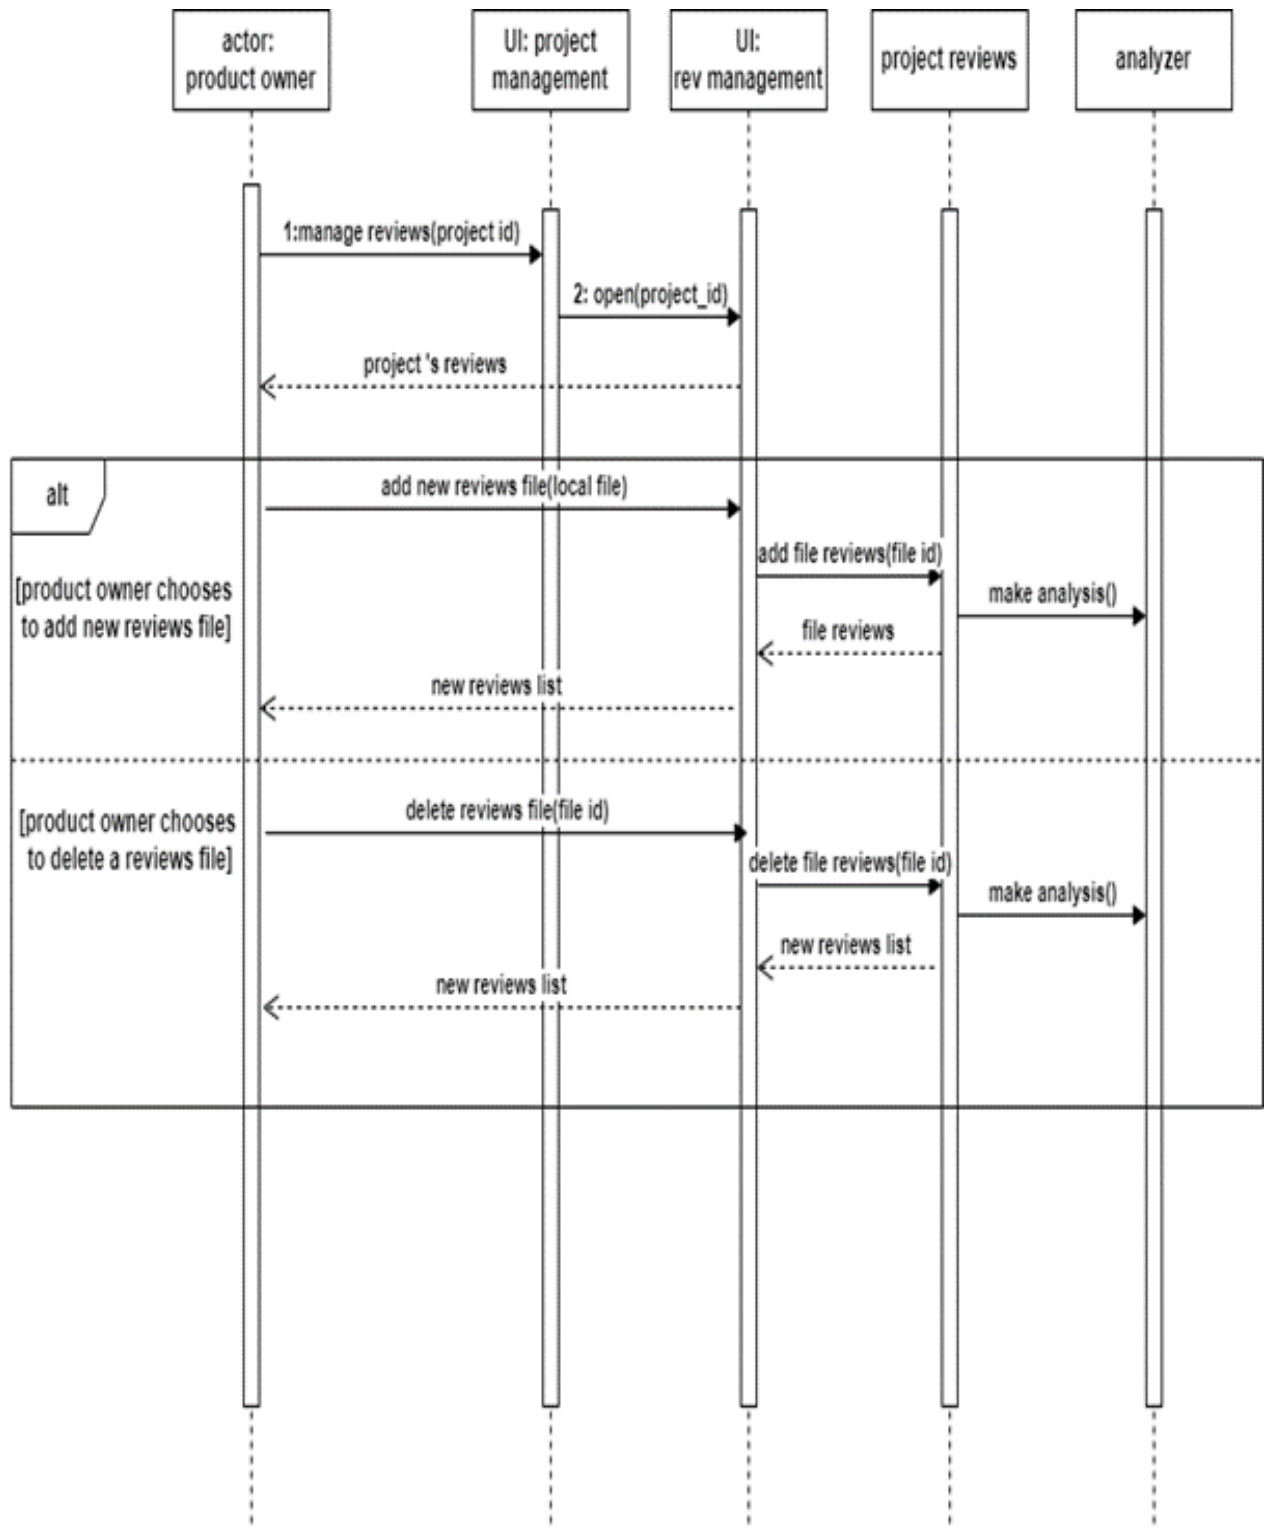 actor:
product owner
UI: project
management
UI:
rev management
project reviews
analyzer
1:manage reviews(project id)
2: open(project_id)
project 's reviews
alt
add new reviews file(local file)
add file reviews(file id)
[product owner chooses
to add new reviews file]
make analysis()
file reviews
new reviews list
delete reviews file(file id)
[product owner chooses
to delete a reviews file]
delete file reviews(file id)
make analysis()
new reviews list
new reviews list